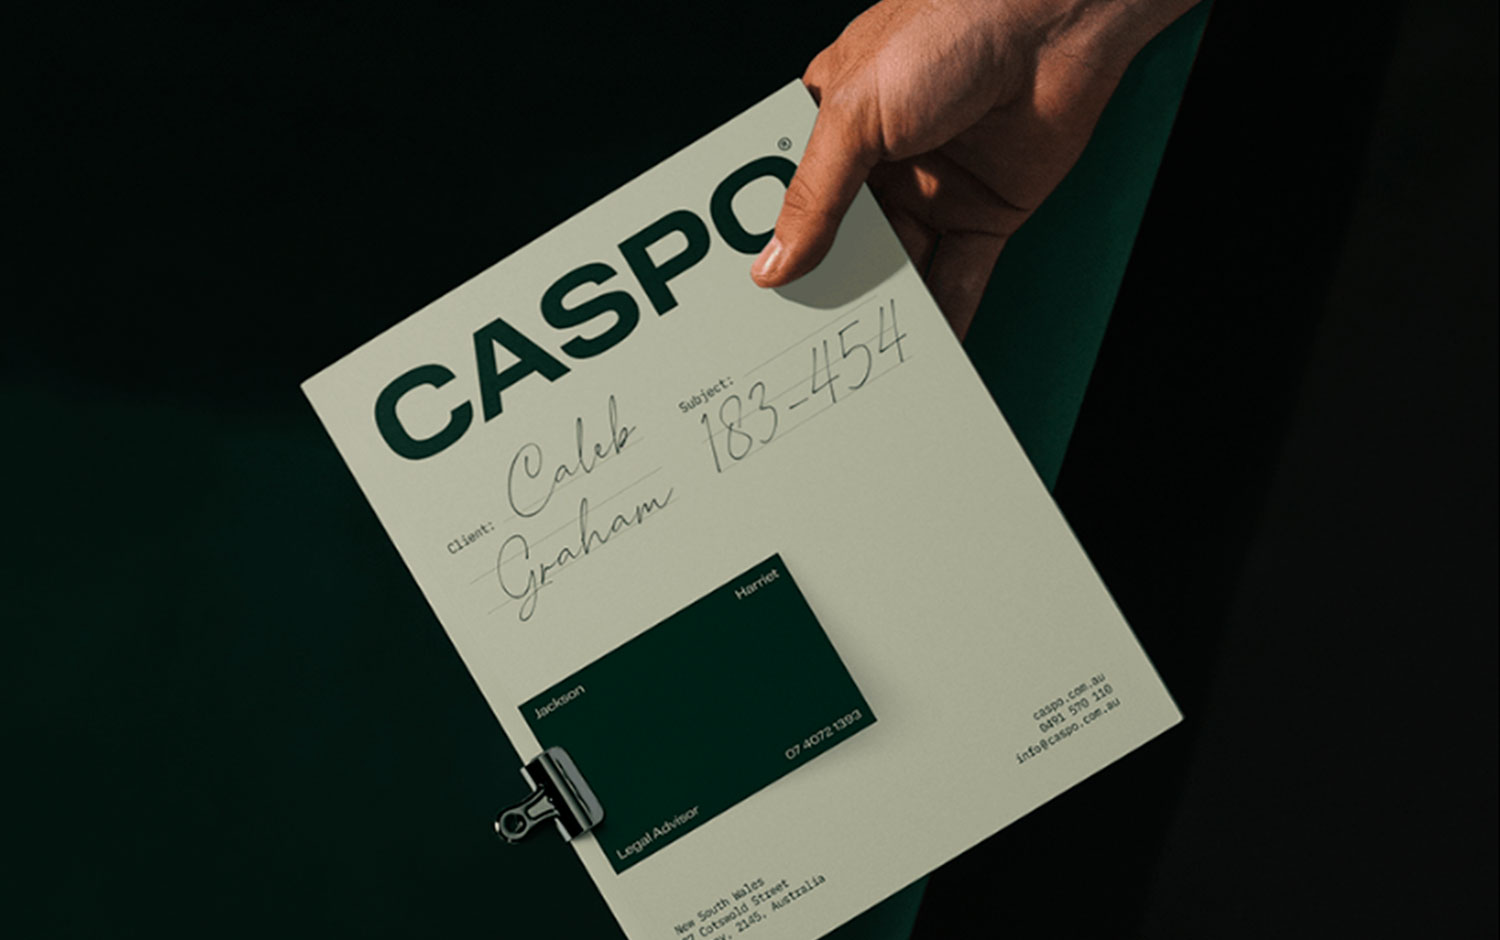 CASPO®
Client: Caleb
Graham
Subject:
183-454
Jackson Harriet
Legal Advisor 07 4072 1393
caspo.com.au
0491 570 110
info@caspo.com.au
New South Wales
Cotswold Street
2145, Australia